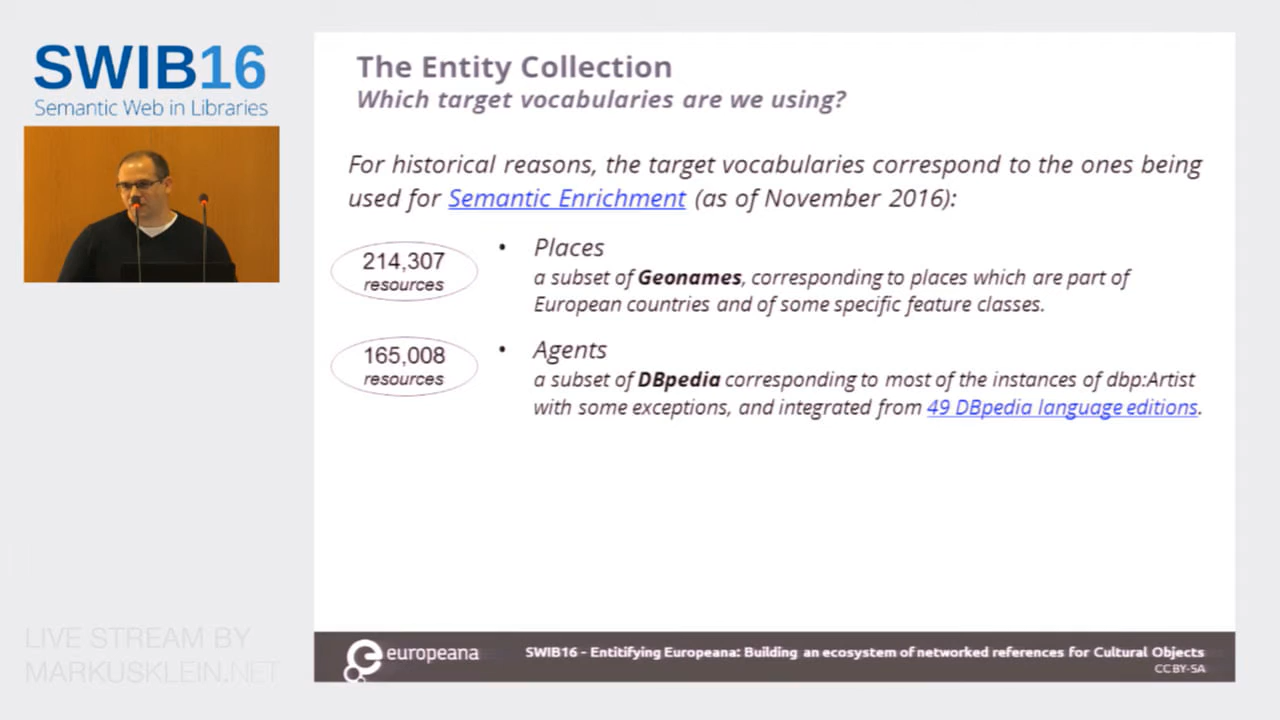 SWIB16
Semantic Web in Libraries
The Entity Collection
Which target vocabularies are we using?
For historical reasons, the target vocabularies correspond to the ones being
used for Semantic Enrichment (as of November 2016):
214,307
resources
• Places
a subset of Geonames, corresponding to places which are part of
European countries and of some specific feature classes.
165,008
resources
• Agents
a subset of DBpedia corresponding to most of the instances of dbp:Artist
with some exceptions, and integrated from 49 DBpedia language editions.
LIVE STREAM BY
MARKUSKLEIN.NET
europeana
SWIB16 - Entitifying Europeana: Building an ecosystem of networked references for Cultural Objects
CC BY-SA